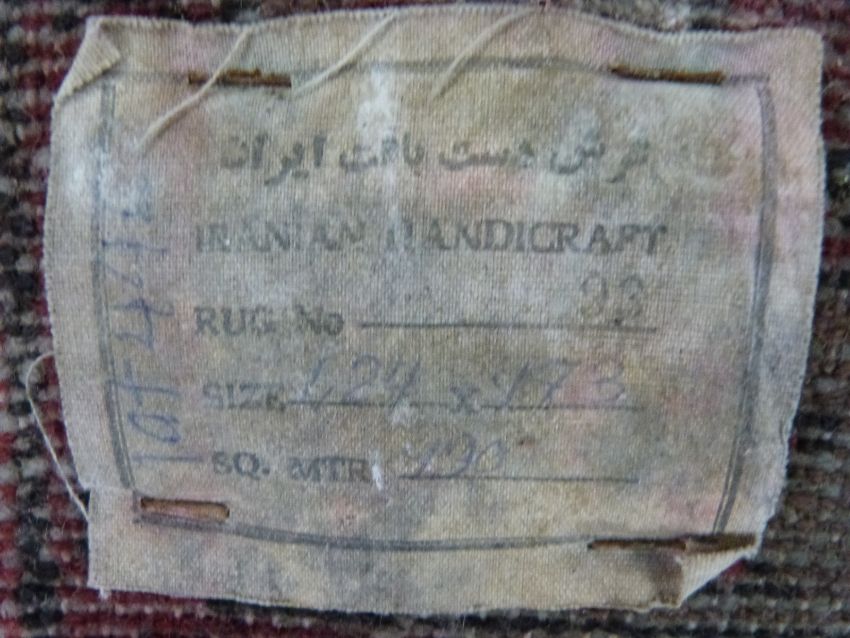 فرش دست بافت ایران
IRANIAN HANDICRAFT
RUG No 93
SIZE 124 x 173
SQ. MTR